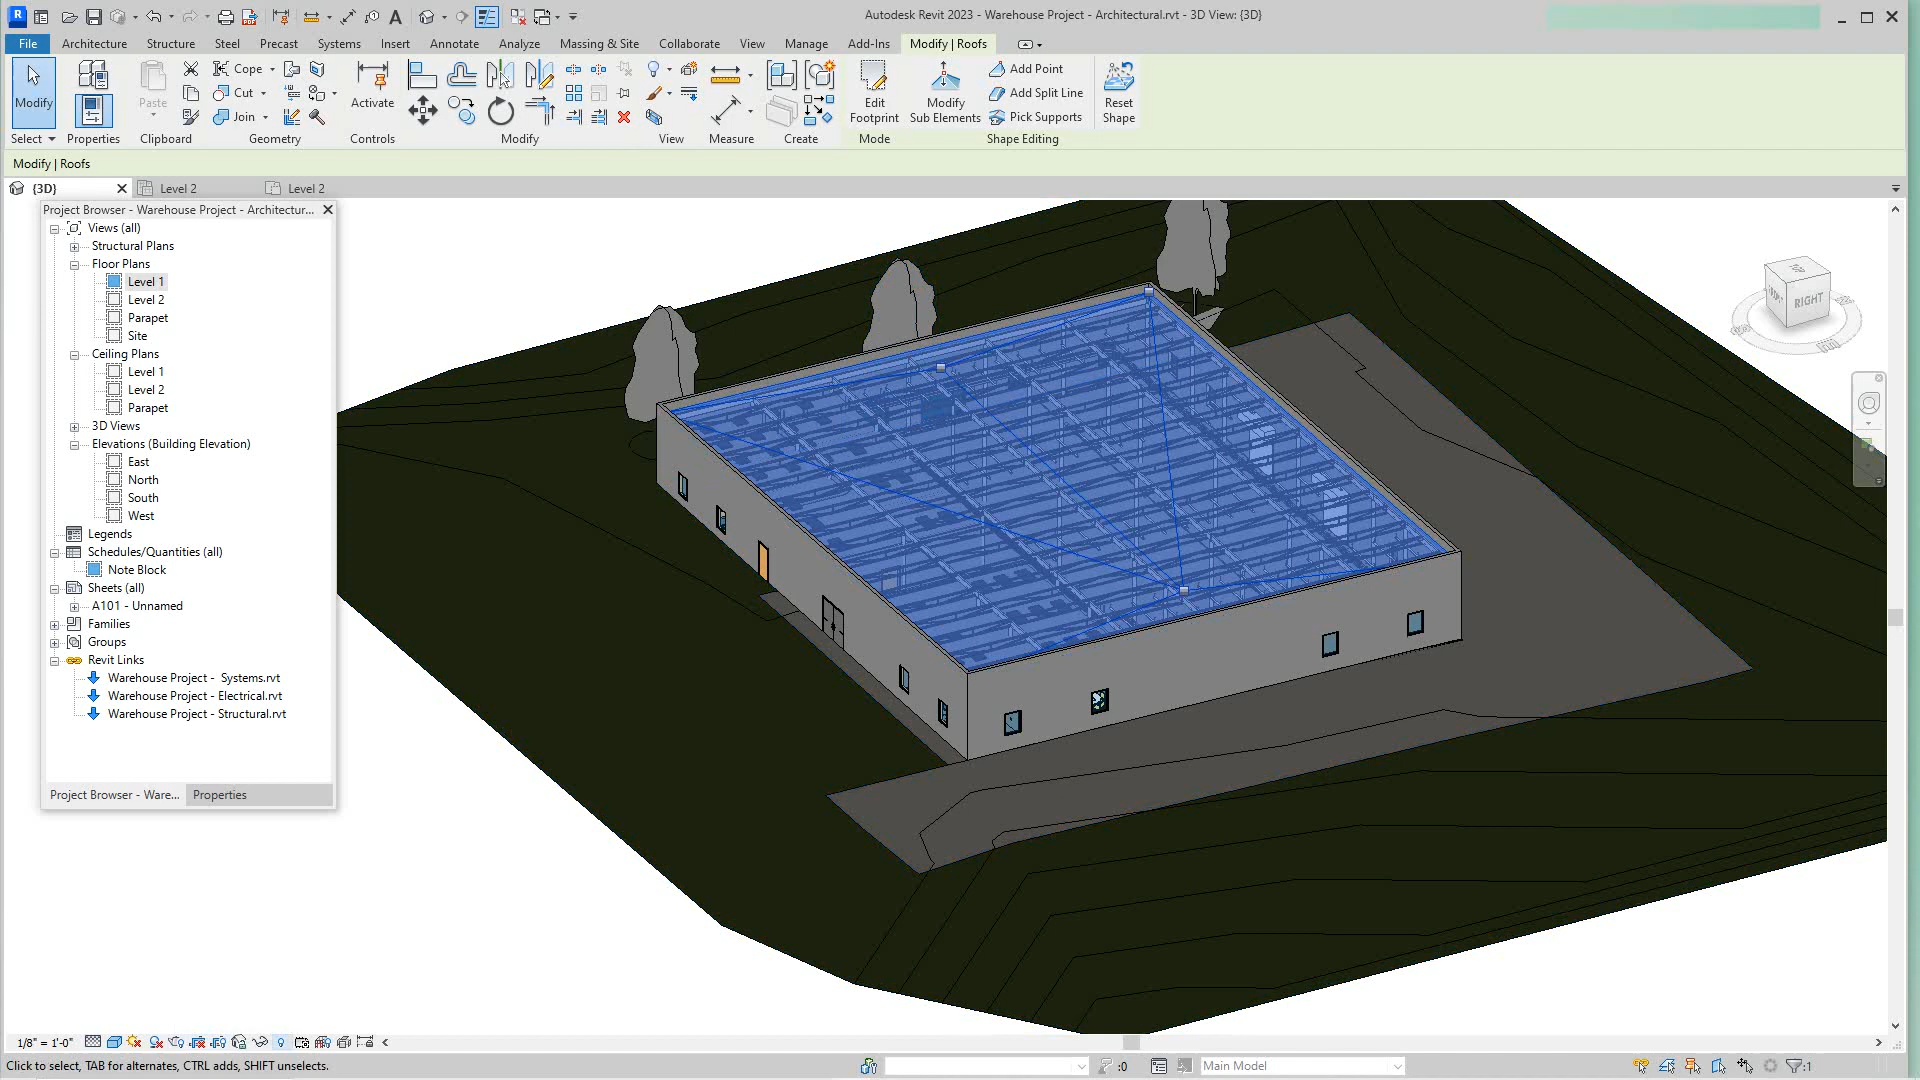 Autodesk Revit 2023 - Warehouse Project - Architectural.rvt - 3D View: {3D}
File Architecture Structure Steel Precast Systems Insert Annotate Analyze Massing & Site Collaborate View Manage Add-Ins Modify | Roofs
Cope Add Point
Cut Add Split Line
Modify Paste Activate Edit Modify Reset
Join Footprint Sub Elements Pick Supports Shape
Select Properties Clipboard Geometry Controls Modify View Measure Create Mode Shape Editing
Modify | Roofs
{3D} Level 2 Level 2
Project Browser - Warehouse Project - Architectur...
Views (all)
Structural Plans
Floor Plans
Level 1
Level 2
Parapet
Site
Ceiling Plans
Level 1
Level 2
Parapet
3D Views
Elevations (Building Elevation)
East
North
South
West
Legends
Schedules/Quantities (all)
Note Block
Sheets (all)
A101 - Unnamed
Families
Groups
Revit Links
Warehouse Project - Systems.rvt
Warehouse Project - Electrical.rvt
Warehouse Project - Structural.rvt
Project Browser - Ware... Properties
TOP
RIGHT
1/8" = 1'-0"
Click to select, TAB for alternates, CTRL adds, SHIFT unselects. :0 Main Model :1